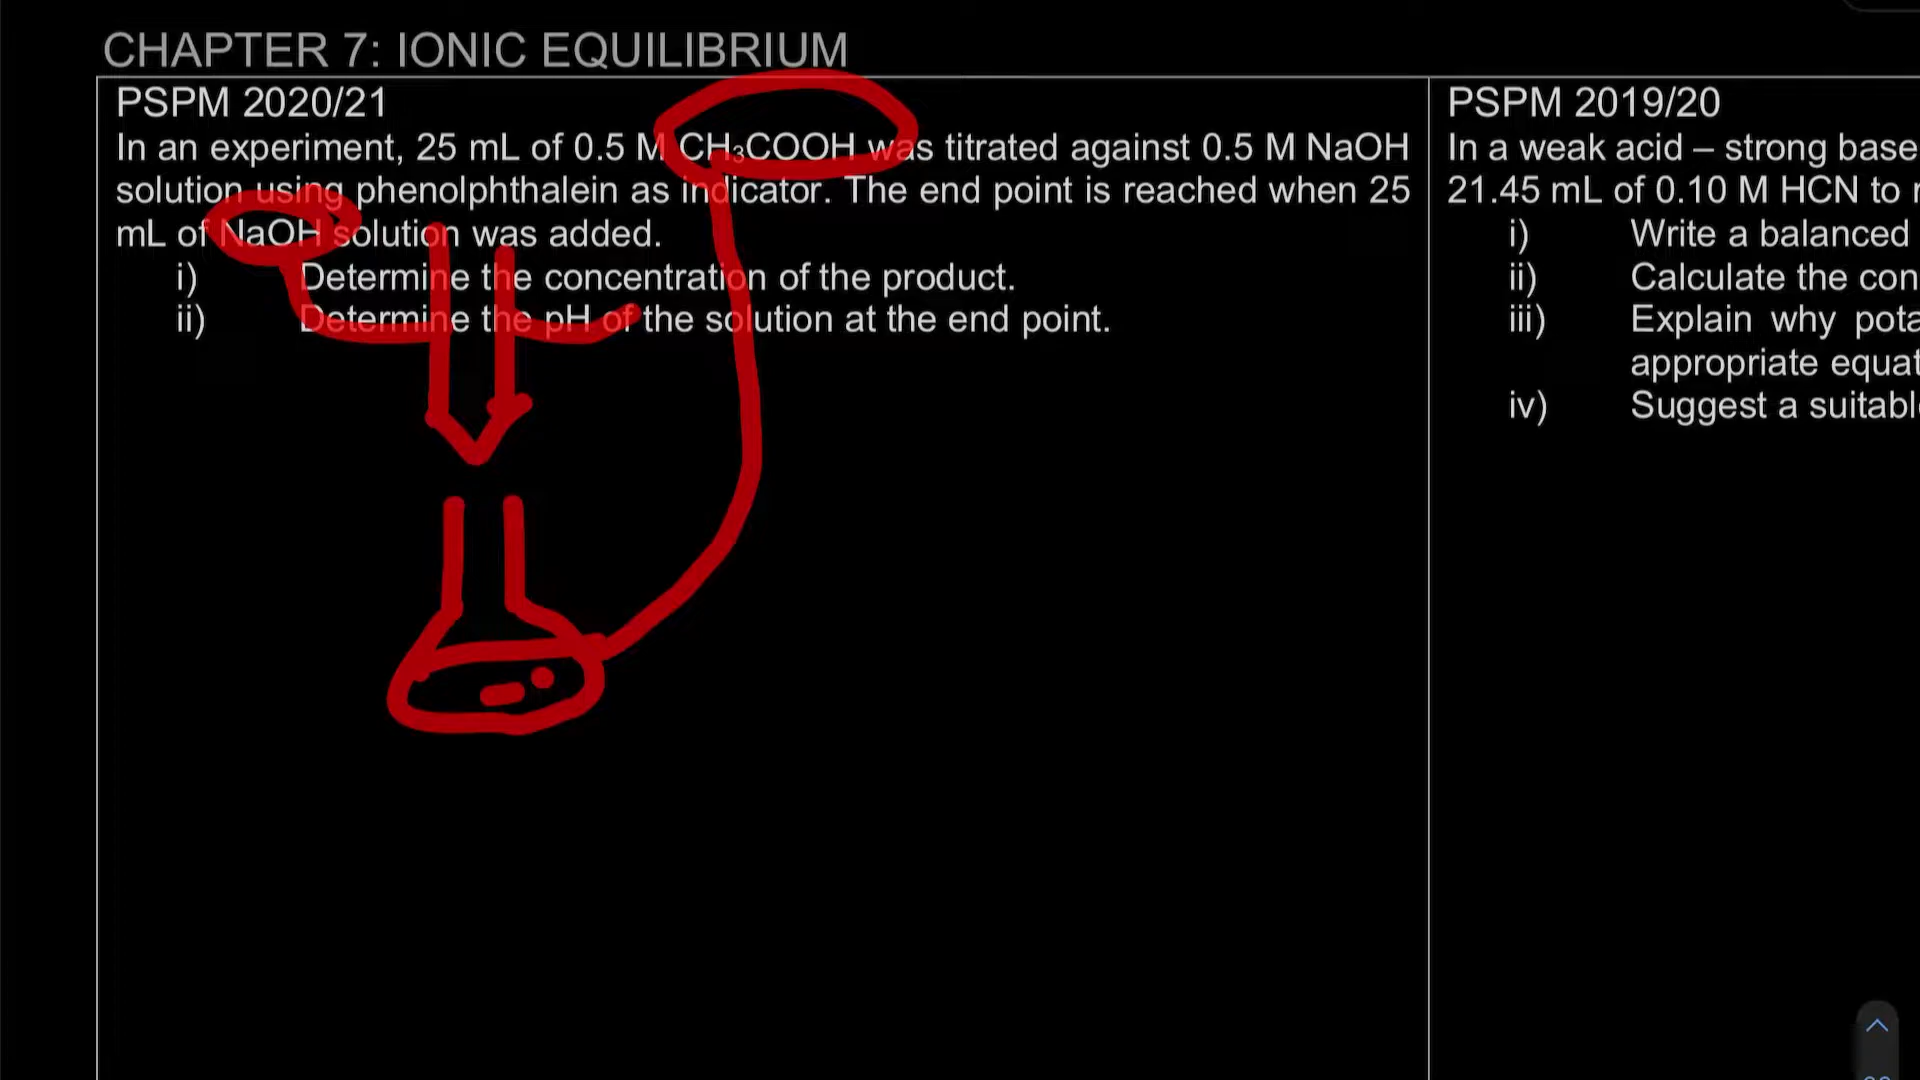 CHAPTER 7: IONIC EQUILIBRIUM
PSPM 2020/21
In an experiment, 25 mL of 0.5 M CH₃COOH was titrated against 0.5 M NaOH
solution using phenolphthalein as indicator. The end point is reached when 25
mL of NaOH solution was added.
i) Determine the concentration of the product.
ii) Determine the pH of the solution at the end point.
PSPM 2019/20
In a weak acid – strong base
21.45 mL of 0.10 M HCN to
i) Write a balanced
ii) Calculate the con
iii) Explain why pota
appropriate equat
iv) Suggest a suitabl